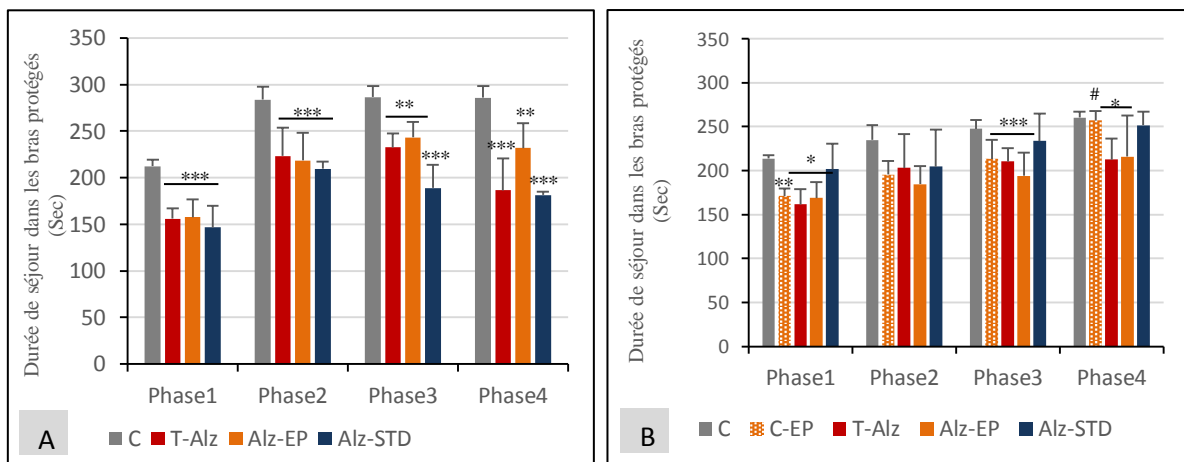 Durée de séjour dans les bras protégés
(Sec)
350
300
250
200
150
100
50
0
***
***
**
***
***
**
***
Phase1 Phase2 Phase3 Phase4
A
C T-Alz Alz-EP Alz-STD
Durée de séjour dans les bras protégés
(Sec)
350
300
250
200
150
100
50
0
**
*
***
#
*
Phase1 Phase2 Phase3 Phase4
B
C C-EP T-Alz Alz-EP Alz-STD